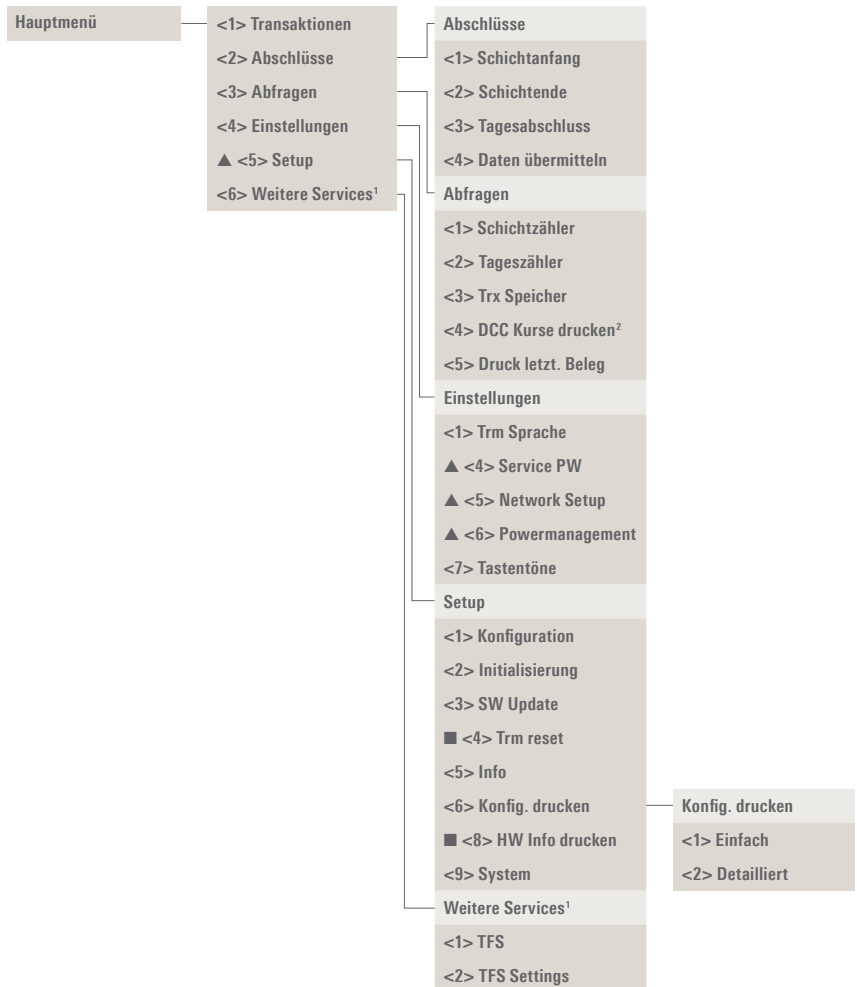 Hauptmenü
<1> Transaktionen
<2> Abschlüsse
<3> Abfragen
<4> Einstellungen
▲ <5> Setup
<6> Weitere Services¹
Abschlüsse
<1> Schichtanfang
<2> Schichtende
<3> Tagesabschluss
<4> Daten übermitteln
Abfragen
<1> Schichtzähler
<2> Tageszähler
<3> Trx Speicher
<4> DCC Kurse drucken²
<5> Druck letzt. Beleg
Einstellungen
<1> Trm Sprache
▲ <4> Service PW
▲ <5> Network Setup
▲ <6> Powermanagement
<7> Tastentöne
Setup
<1> Konfiguration
<2> Initialisierung
<3> SW Update
■ <4> Trm reset
<5> Info
<6> Konfig. drucken
■ <8> HW Info drucken
<9> System
Konfig. drucken
<1> Einfach
<2> Detailliert
Weitere Services¹
<1> TFS
<2> TFS Settings